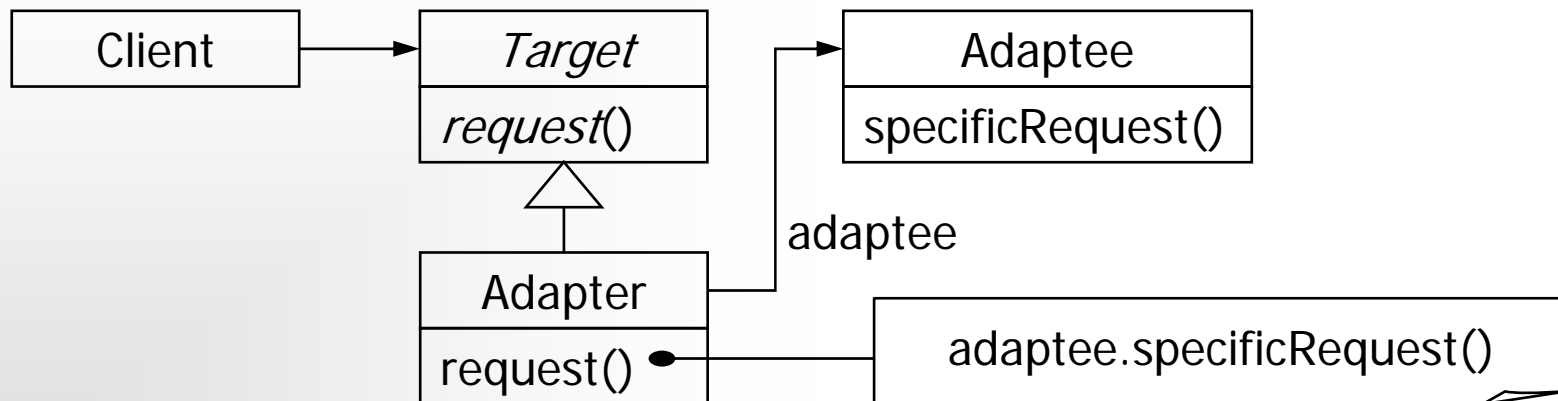 Client
Target
request()
Adaptee
specificRequest()
adaptee
Adapter
request()
adaptee.specificRequest()